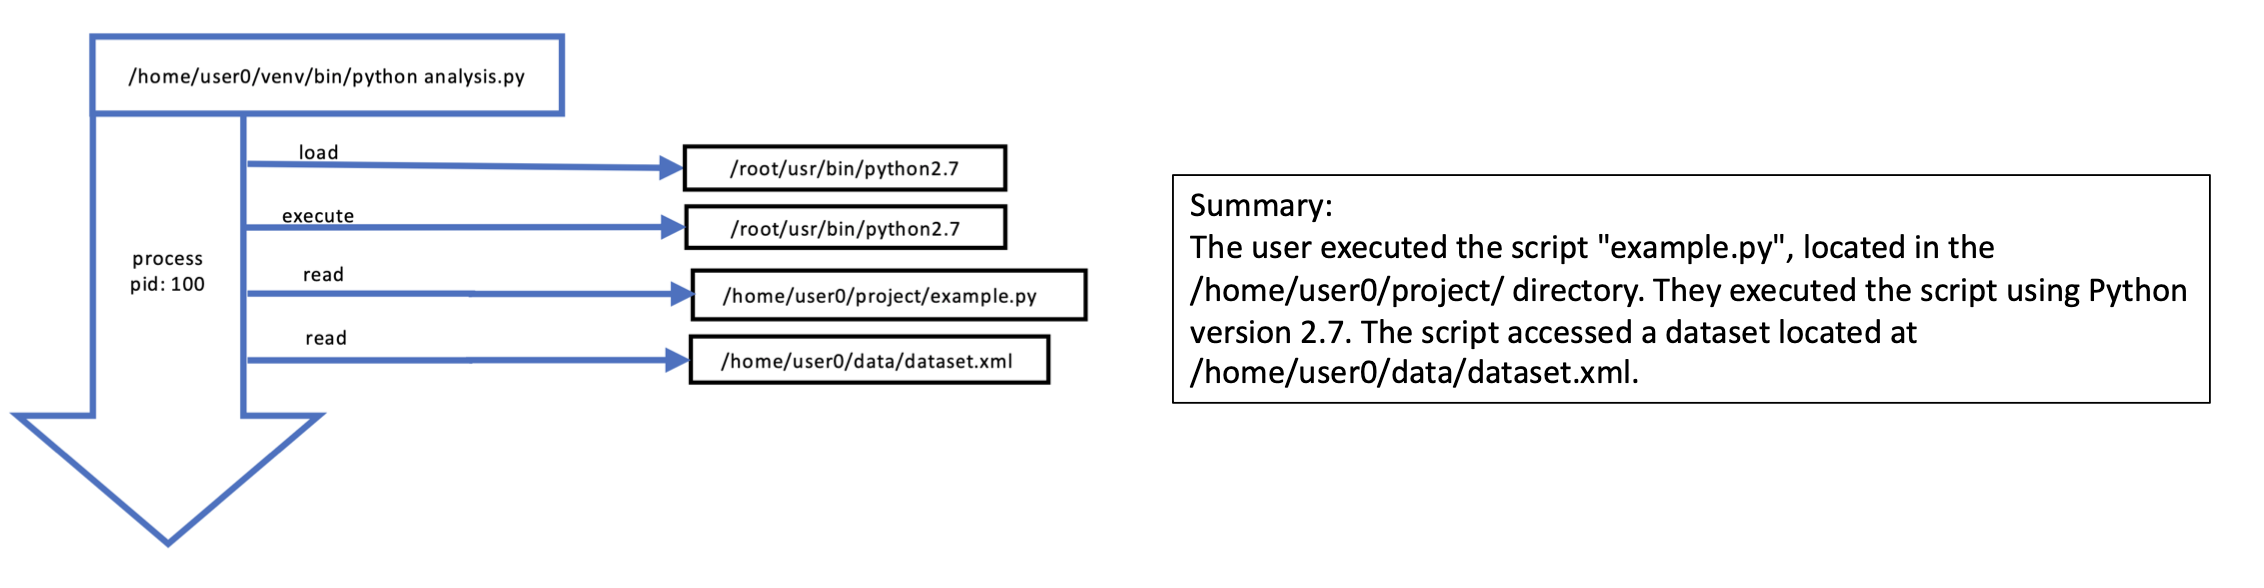 /home/user0/venv/bin/python analysis.py
load
/root/usr/bin/python2.7
execute
/root/usr/bin/python2.7
process
pid: 100
read
/home/user0/project/example.py
read
/home/user0/data/dataset.xml
Summary:
The user executed the script "example.py", located in the
/home/user0/project/ directory. They executed the script using Python
version 2.7. The script accessed a dataset located at
/home/user0/data/dataset.xml.